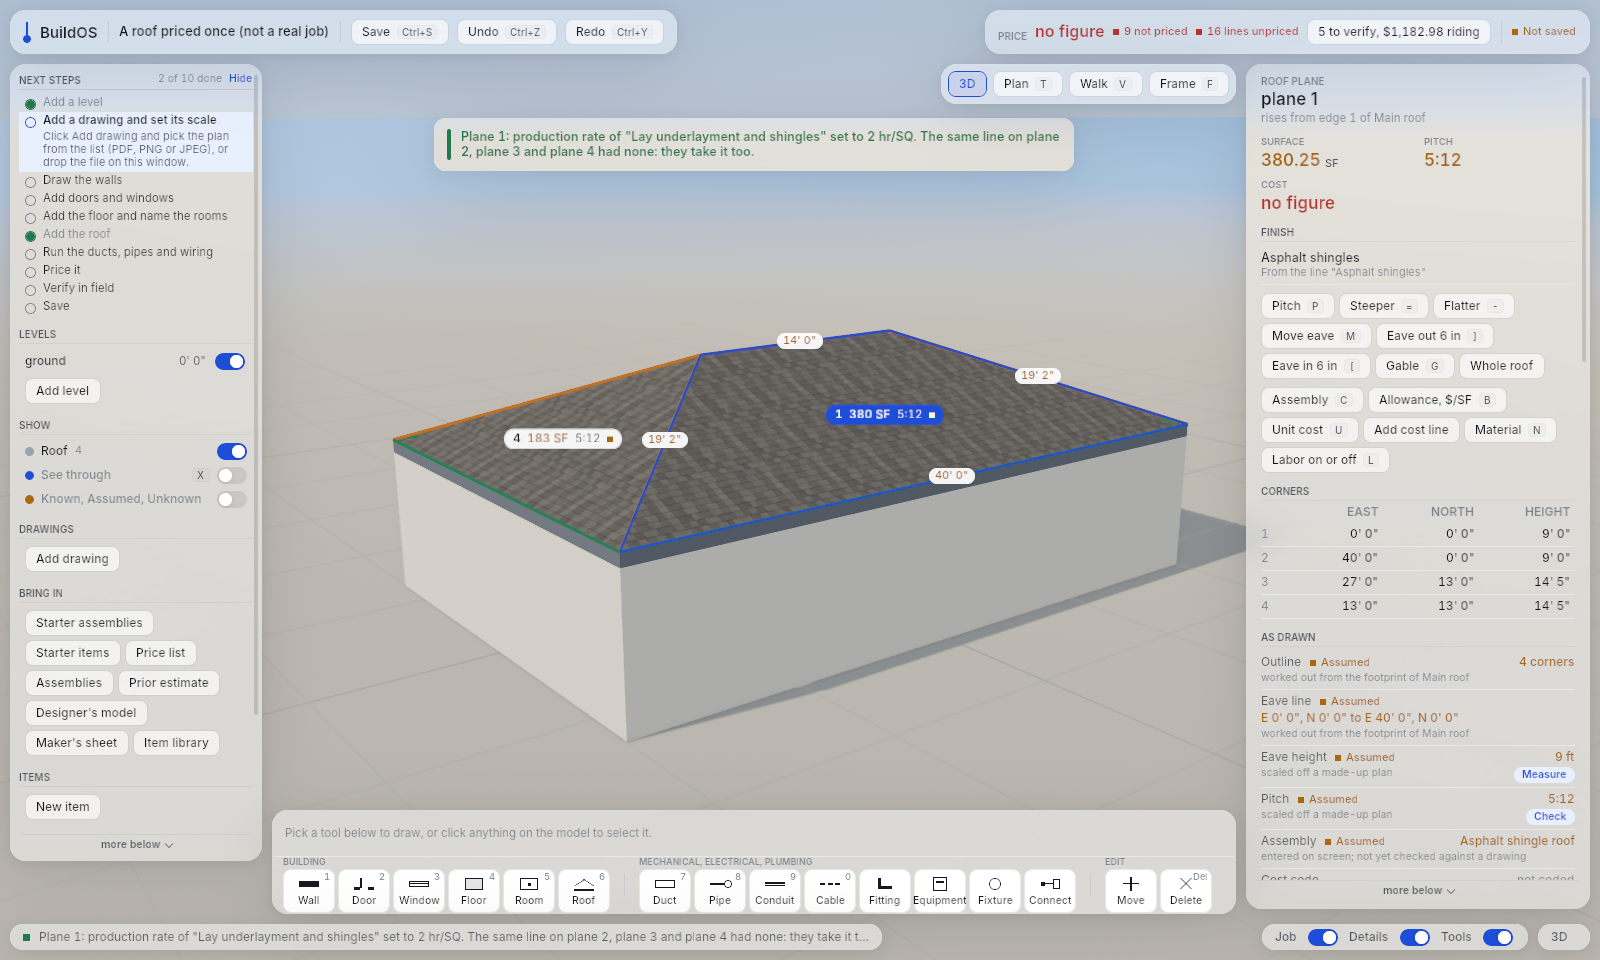 BuildOS
A roof priced once (not a real job)
Save Ctrl+S
Undo Ctrl+Z
Redo Ctrl+Y
PRICE no figure
9 not priced
16 lines unpriced
5 to verify, $1,182.98 riding
Not saved
NEXT STEPS
2 of 10 done
Hide
Add a level
Add a drawing and set its scale
Click Add drawing and pick the plan
from the list (PDF, PNG or JPEG), or
drop the file on this window.
Draw the walls
Add doors and windows
Add the floor and name the rooms
Add the roof
Run the ducts, pipes and wiring
Price it
Verify in field
Save
LEVELS
ground 0' 0"
Add level
SHOW
Roof 4
See through X
Known, Assumed, Unknown
DRAWINGS
Add drawing
BRING IN
Starter assemblies
Starter items Price list
Assemblies Prior estimate
Designer's model
Maker's sheet Item library
ITEMS
New item
more below
3D
Plan T
Walk V
Frame F
Plane 1: production rate of "Lay underlayment and shingles" set to 2 hr/SQ. The same line on plane
2, plane 3 and plane 4 had none: they take it too.
14' 0"
19' 2"
1 380 SF 5:12
4 183 SF 5:12
19' 2"
40' 0"
Pick a tool below to draw, or click anything on the model to select it.
BUILDING
Wall 1
Door 2
Window 3
Floor 4
Room 5
Roof 6
MECHANICAL, ELECTRICAL, PLUMBING
Duct 7
Pipe 8
Conduit 9
Cable 0
Fitting
Equipment
Fixture
Connect
EDIT
Move
Delete Del
ROOF PLANE
plane 1
rises from edge 1 of Main roof
SURFACE PITCH
380.25 SF 5:12
COST
no figure
FINISH
Asphalt shingles
From the line "Asphalt shingles"
Pitch P Steeper = Flatter -
Move eave M Eave out 6 in ]
Eave in 6 in [ Gable G Whole roof
Assembly C Allowance, $/SF B
Unit cost U Add cost line Material N
Labor on or off L
CORNERS
EAST NORTH HEIGHT
1 0' 0" 0' 0" 9' 0"
2 40' 0" 0' 0" 9' 0"
3 27' 0" 13' 0" 14' 5"
4 13' 0" 13' 0" 14' 5"
AS DRAWN
Outline Assumed 4 corners
worked out from the footprint of Main roof
Eave line Assumed
E 0' 0", N 0' 0" to E 40' 0", N 0' 0"
worked out from the footprint of Main roof
Eave height Assumed 9 ft
scaled off a made-up plan Measure
Pitch Assumed 5:12
scaled off a made-up plan Check
Assembly Assumed Asphalt shingle roof
entered on screen; not yet checked against a drawing
Cost code not coded
more below
Plane 1: production rate of "Lay underlayment and shingles" set to 2 hr/SQ. The same line on plane 2, plane 3 and plane 4 had none: they take it t...
Job
Details
Tools
3D